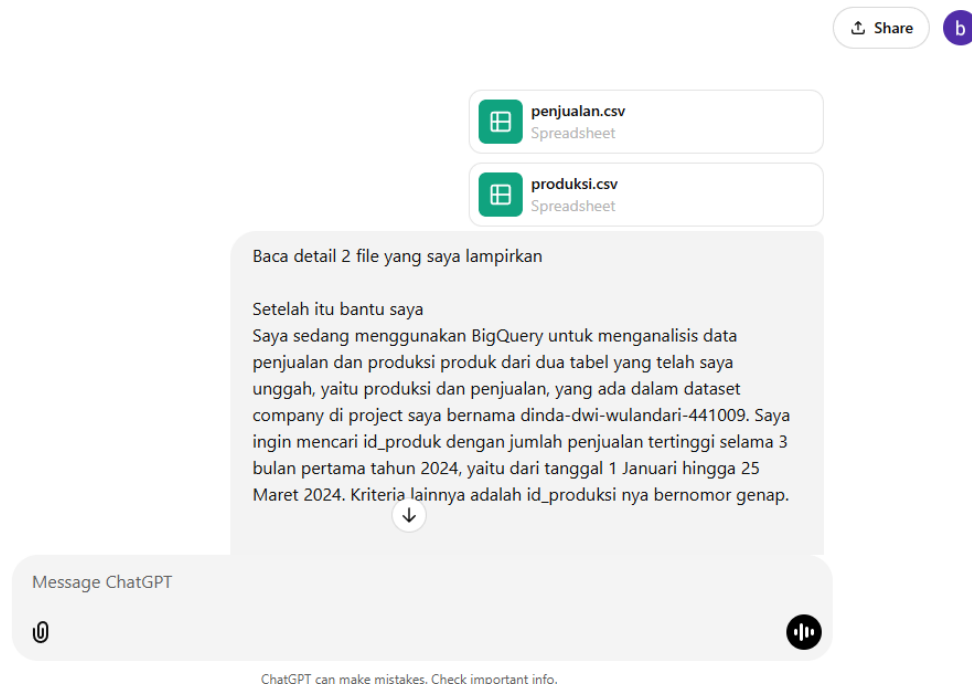 Share
b
penjualan.csv
Spreadsheet
produksi.csv
Spreadsheet
Baca detail 2 file yang saya lampirkan
Setelah itu bantu saya
Saya sedang menggunakan BigQuery untuk menganalisis data
penjualan dan produksi produk dari dua tabel yang telah saya
unggah, yaitu produksi dan penjualan, yang ada dalam dataset
company di project saya bernama dinda-dwi-wulandari-441009. Saya
ingin mencari id_produk dengan jumlah penjualan tertinggi selama 3
bulan pertama tahun 2024, yaitu dari tanggal 1 Januari hingga 25
Maret 2024. Kriteria lainnya adalah id_produksi nya bernomor genap.
Message ChatGPT
ChatGPT can make mistakes. Check important info.